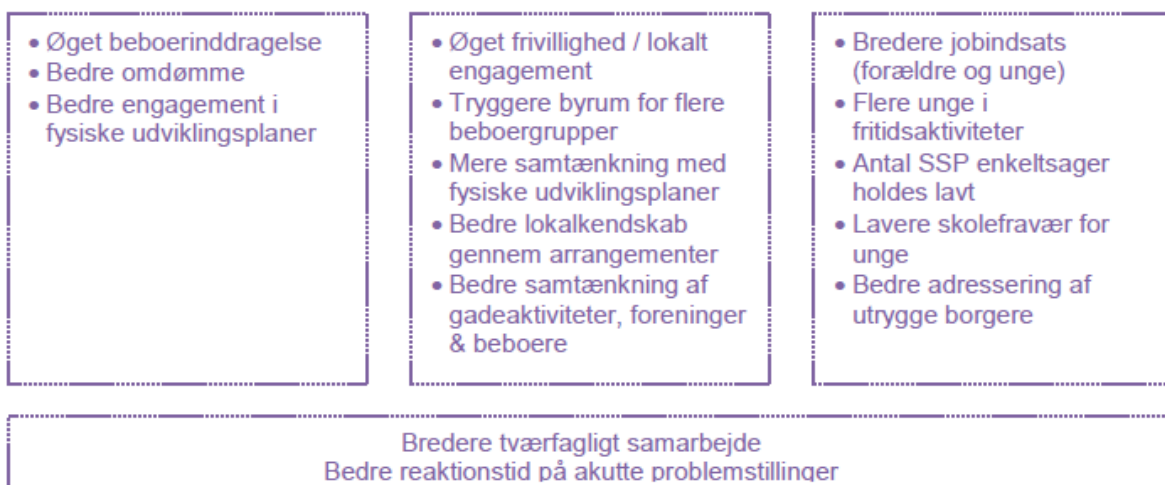 • Øget beboerinddragelse
• Bedre omdømme
• Bedre engagement i
fysiske udviklingsplaner
• Øget frivillighed / lokalt
engagement
• Tryggere byrum for flere
beboergrupper
• Mere samtænkning med
fysiske udviklingsplaner
• Bedre lokalkendskab
gennem arrangementer
• Bedre samtænkning af
gadeaktiviteter, foreninger
& beboere
• Bredere jobindsats
(forældre og unge)
• Flere unge i
fritidsaktiviteter
• Antal SSP enkeltsager
holdes lavt
• Lavere skolefravær for
unge
• Bedre adressering af
utrygge borgere
Bredere tværfagligt samarbejde
Bedre reaktionstid på akutte problemstillinger